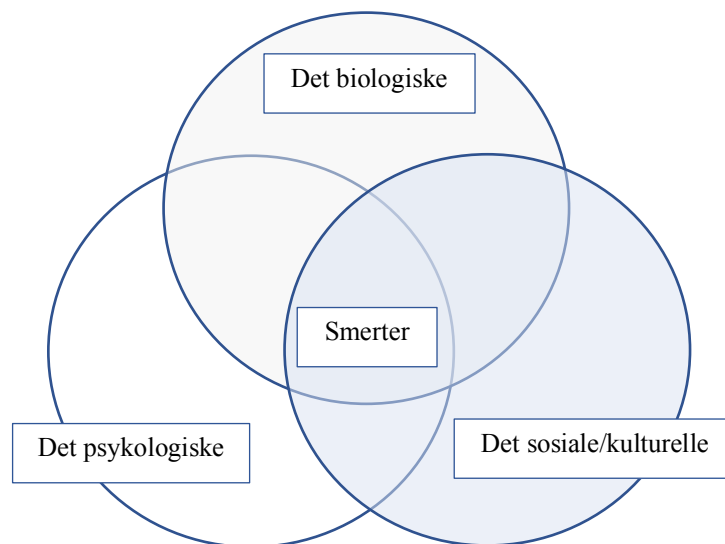 Det biologiske
Smerter
Det psykologiske
Det sosiale/kulturelle